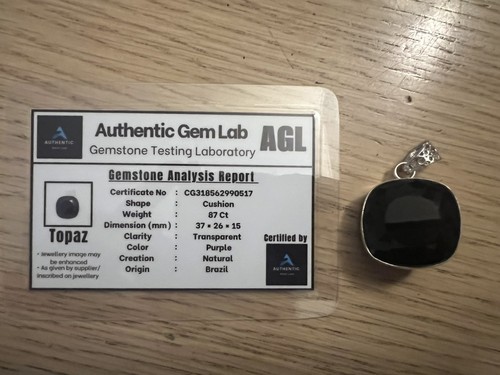 AUTHENTIC
Authentic Gem Lab
AGL
Gemstone Testing Laboratory
Gemstone Analysis Report
Certificate No : CG318562990517
Shape : Cushion
Weight : 87 Ct
Dimension (mm) : 37 * 26 * 15
Clarity : Transparent
Color : Purple
Creation : Natural
Origin : Brazil
Topaz
• Jewellery image may
be enhanced
• As given by supplier/
inscribed on jewellery
Certified by
AUTHENTIC